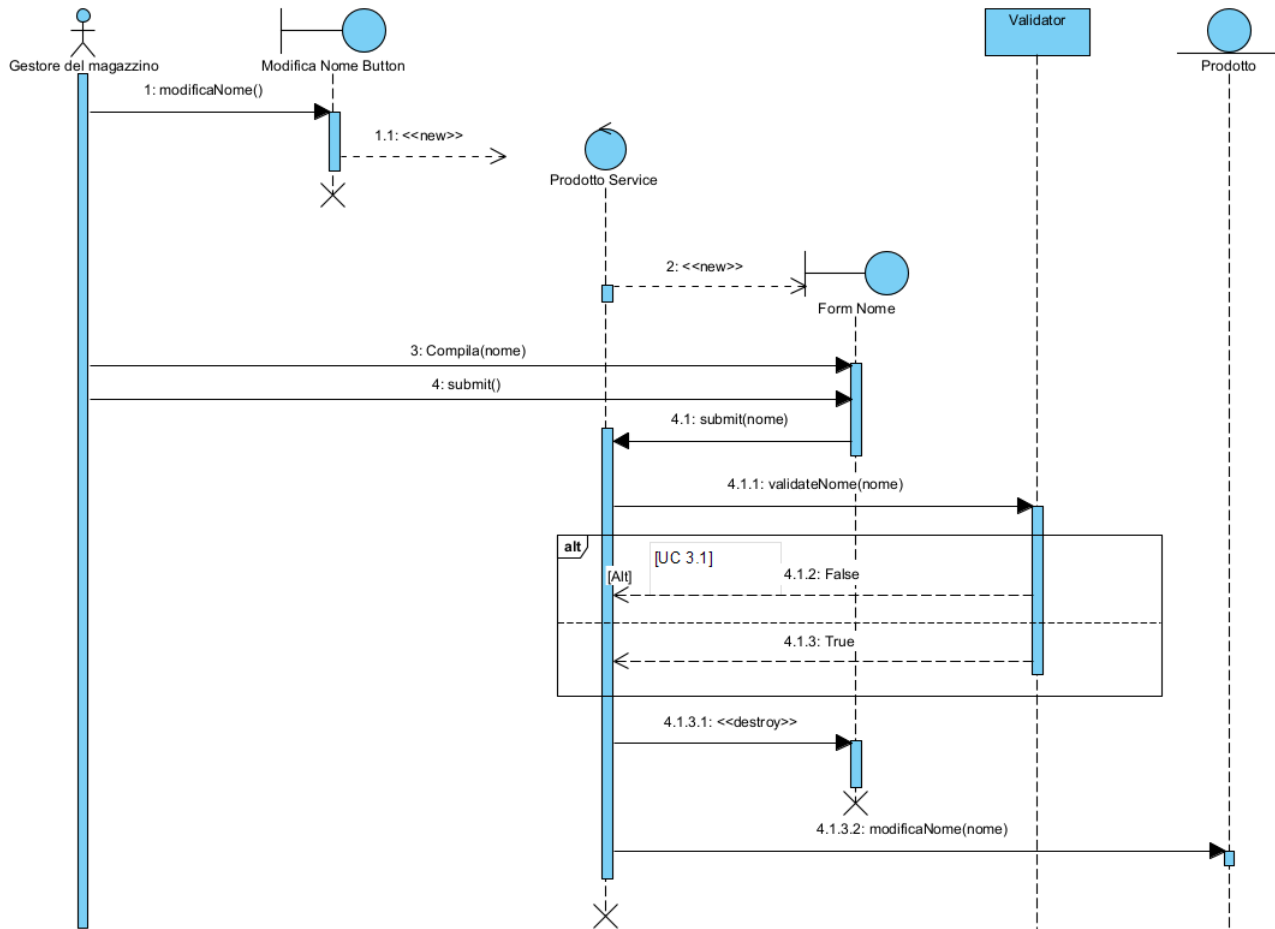 Validator
Gestore del magazzino
Modifica Nome Button
Prodotto
1: modificaNome()
1.1: <<new>>
Prodotto Service
2: <<new>>
Form Nome
3: Compila(nome)
4: submit()
4.1: submit(nome)
4.1.1: validateNome(nome)
alt
[UC 3.1]
[Alt]
4.1.2: False
4.1.3: True
4.1.3.1: <<destroy>>
4.1.3.2: modificaNome(nome)